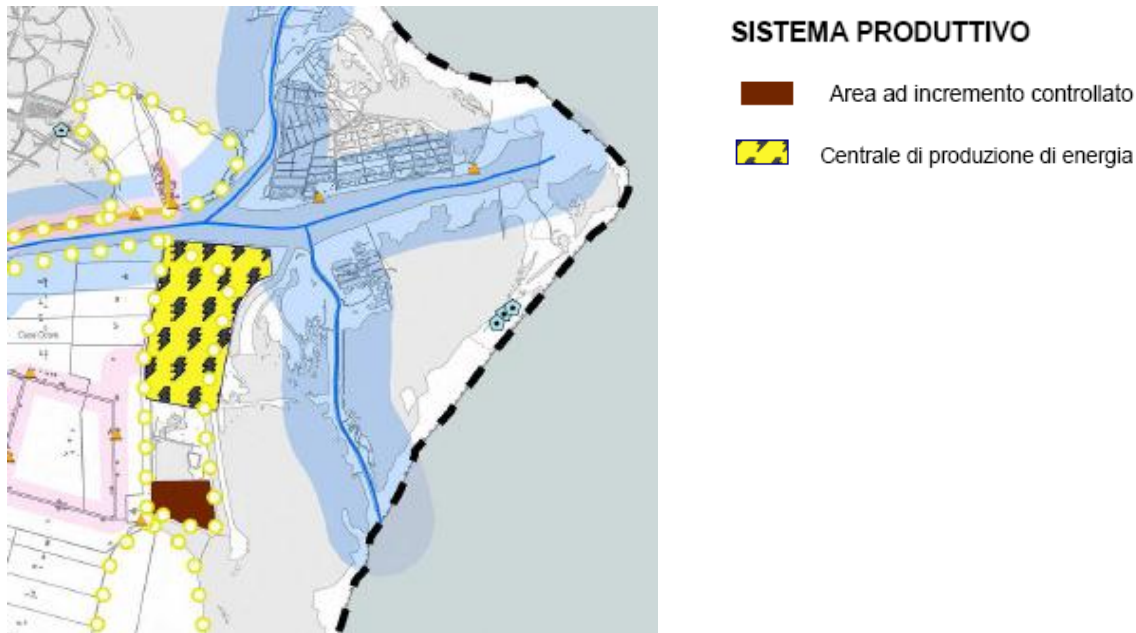 SISTEMA PRODUTTIVO
Area ad incremento controllato
Centrale di produzione di energia